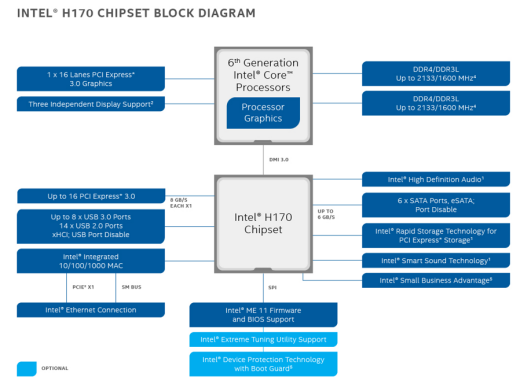 INTEL® H170 CHIPSET BLOCK DIAGRAM
6th Generation
Intel® Core™
Processors
Processor
Graphics
1 x 16 Lanes PCI Express*
3.0 Graphics
Three Independent Display Support²
DDR4/DDR3L
Up to 2133/1600 MHz⁴
DDR4/DDR3L
Up to 2133/1600 MHz⁴
DMI 3.0
Intel® H170
Chipset
Up to 16 PCI Express* 3.0
8 GB/S
EACH X1
Up to 8 x USB 3.0 Ports
14 x USB 2.0 Ports
xHCI; USB Port Disable
Intel® Integrated
10/100/1000 MAC
PCIE* X1
SM BUS
Intel® Ethernet Connection
Intel® High Definition Audio¹
UP TO
6 GB/S
6 x SATA Ports, eSATA;
Port Disable
Intel® Rapid Storage Technology for
PCI Express* Storage¹
Intel® Smart Sound Technology¹
Intel® Small Business Advantage⁸
SPI
Intel® ME 11 Firmware
and BIOS Support
Intel® Extreme Tuning Utility Support
Intel® Device Protection Technology
with Boot Guard
OPTIONAL